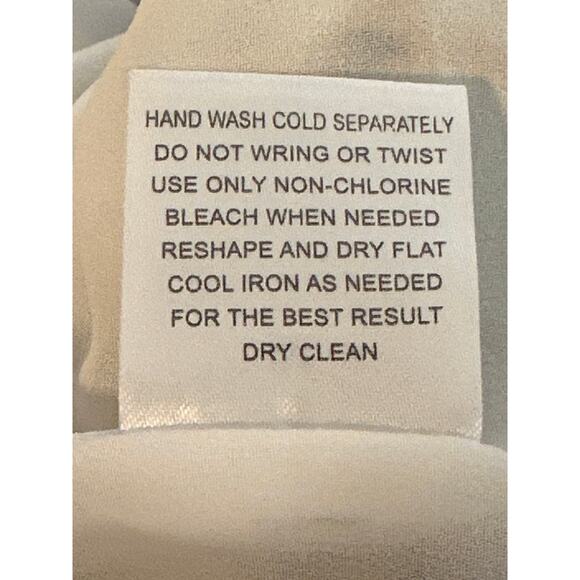 HAND WASH COLD SEPARATELY
DO NOT WRING OR TWIST
USE ONLY NON-CHLORINE
BLEACH WHEN NEEDED
RESHAPE AND DRY FLAT
COOL IRON AS NEEDED
FOR THE BEST RESULT
DRY CLEAN